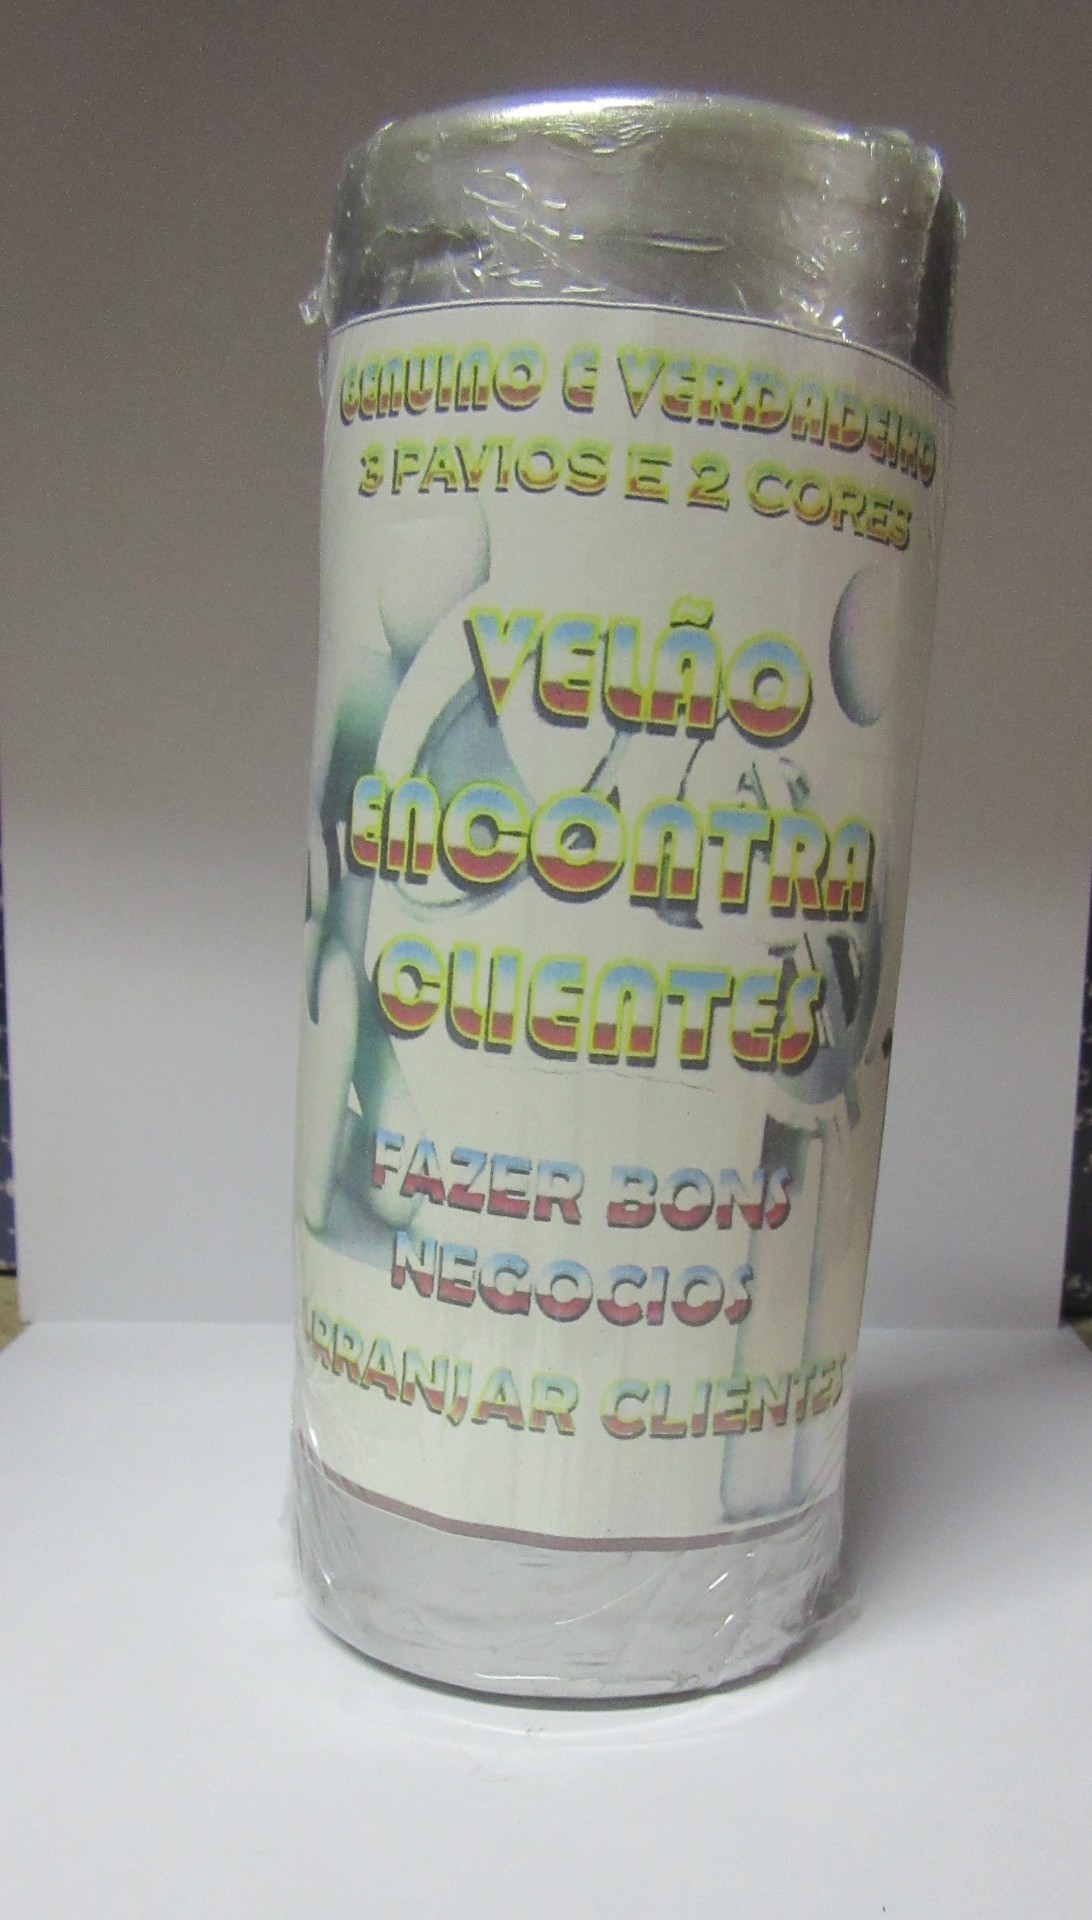 GENUINO E VERDADEIRO
3 PAVIOS E 2 CORES
VELÃO
ENCONTRA
CLIENTES
FAZER BONS
NEGOCIOS
ARRANJAR CLIENTES